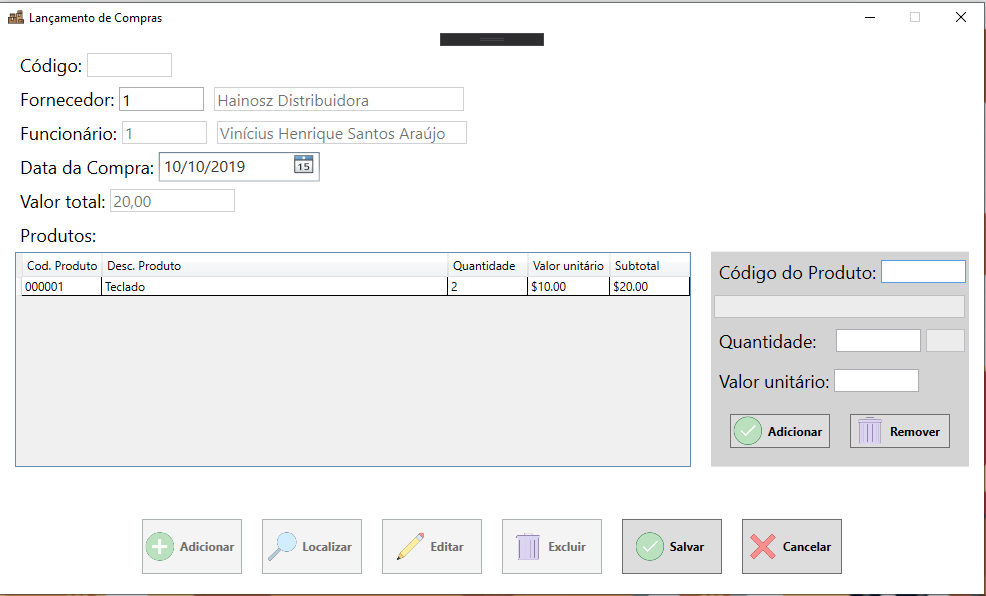 Lançamento de Compras
Código:
Fornecedor: 1 Hainosz Distribuidora
Funcionário: 1 Vinícius Henrique Santos Araújo
Data da Compra: 10/10/2019 15
Valor total: 20,00
Produtos:
Cod. Produto Desc. Produto Quantidade Valor unitário Subtotal
000001 Teclado 2 $10.00 $20.00
Código do Produto:
Quantidade:
Valor unitário:
Adicionar Remover
Adicionar Localizar Editar Excluir Salvar Cancelar